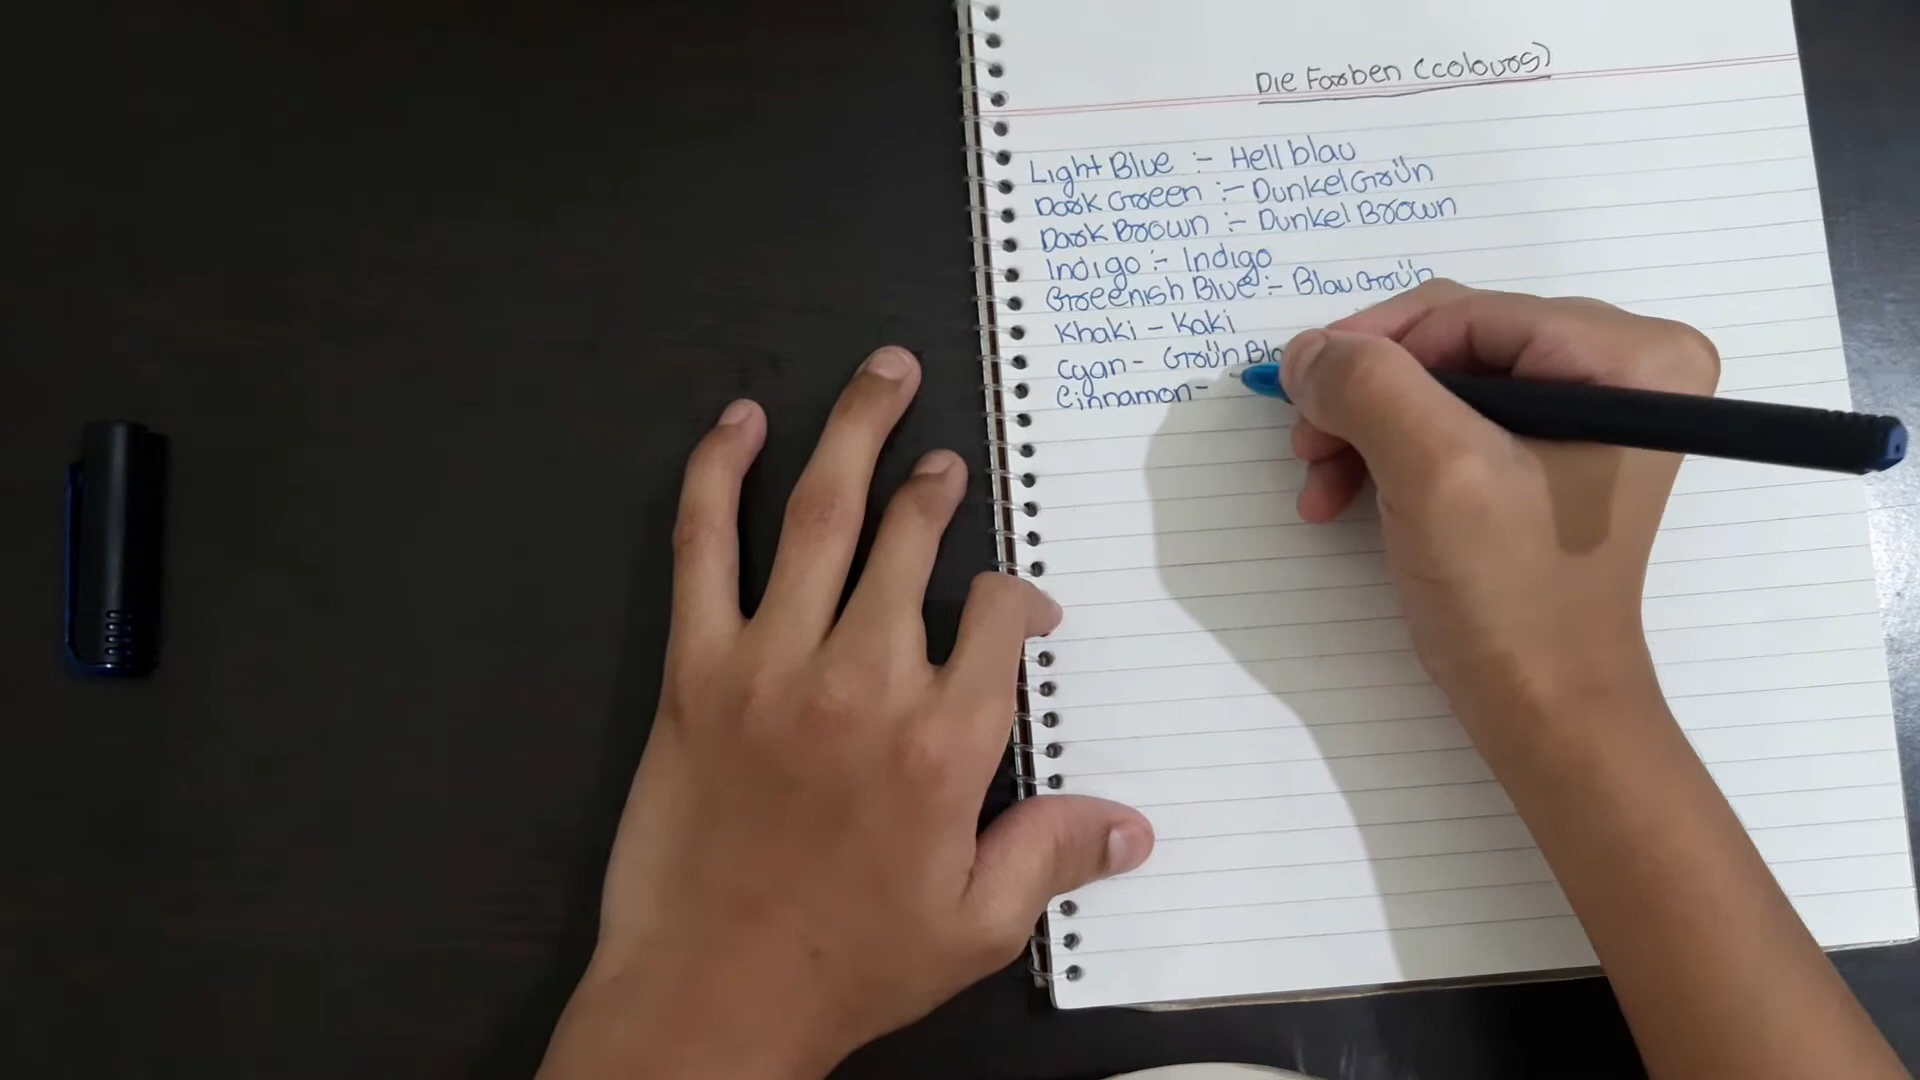 Die Farben (colours)
Light Blue :- Hell blau
Dark Green :- Dunkel Grün
Dark Brown :- Dunkel Brown
Indigo :- Indigo
Greenish Blue :- Blau Grün
Khaki - Kaki
Cyan - Grün
Cinnamon -